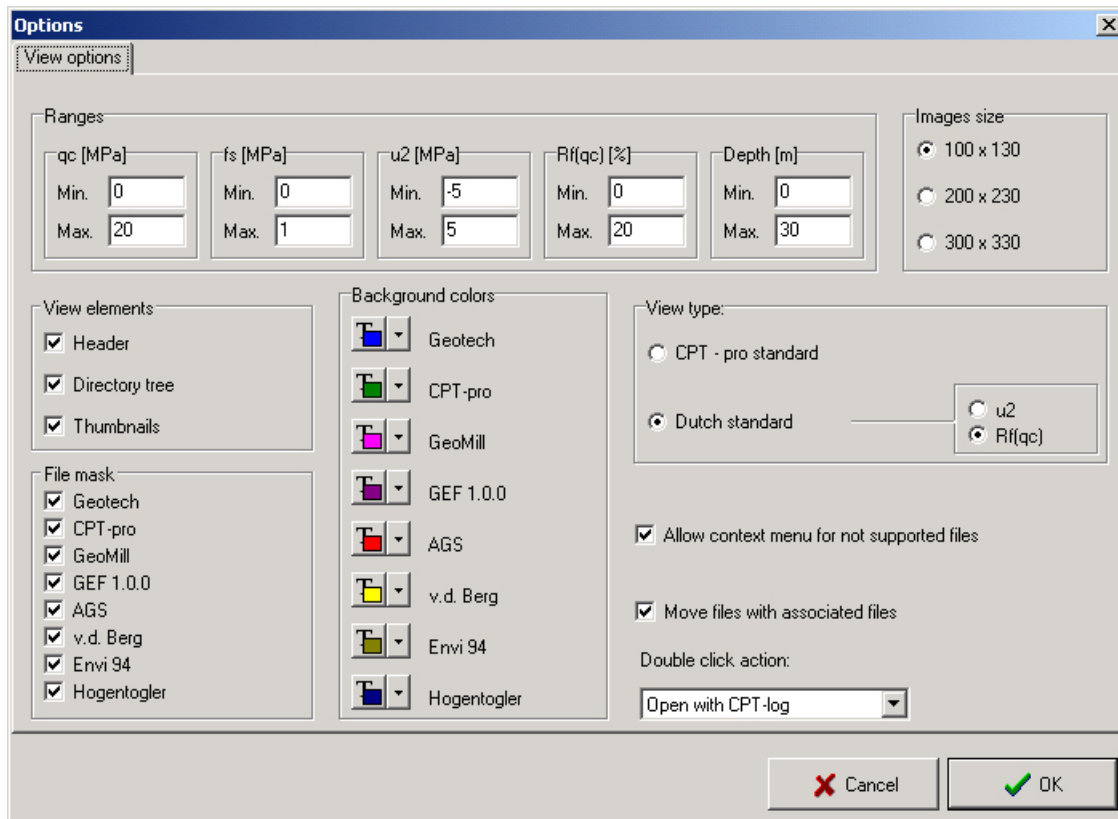 Options
View options
Ranges
qc [MPa]
Min. 0
Max. 20
fs [MPa]
Min. 0
Max. 1
u2 [MPa]
Min. -5
Max. 5
Rf(qc) [%]
Min. 0
Max. 20
Depth [m]
Min. 0
Max. 30
Images size
100 x 130
200 x 230
300 x 330
View elements
Header
Directory tree
Thumbnails
File mask
Geotech
CPT-pro
GeoMill
GEF 1.0.0
AGS
v.d. Berg
Envi 94
Hogentogler
Background colors
Geotech
CPT-pro
GeoMill
GEF 1.0.0
AGS
v.d. Berg
Envi 94
Hogentogler
View type:
CPT - pro standard
Dutch standard
u2
Rf(qc)
Allow context menu for not supported files
Move files with associated files
Double click action:
Open with CPT-log
Cancel
OK